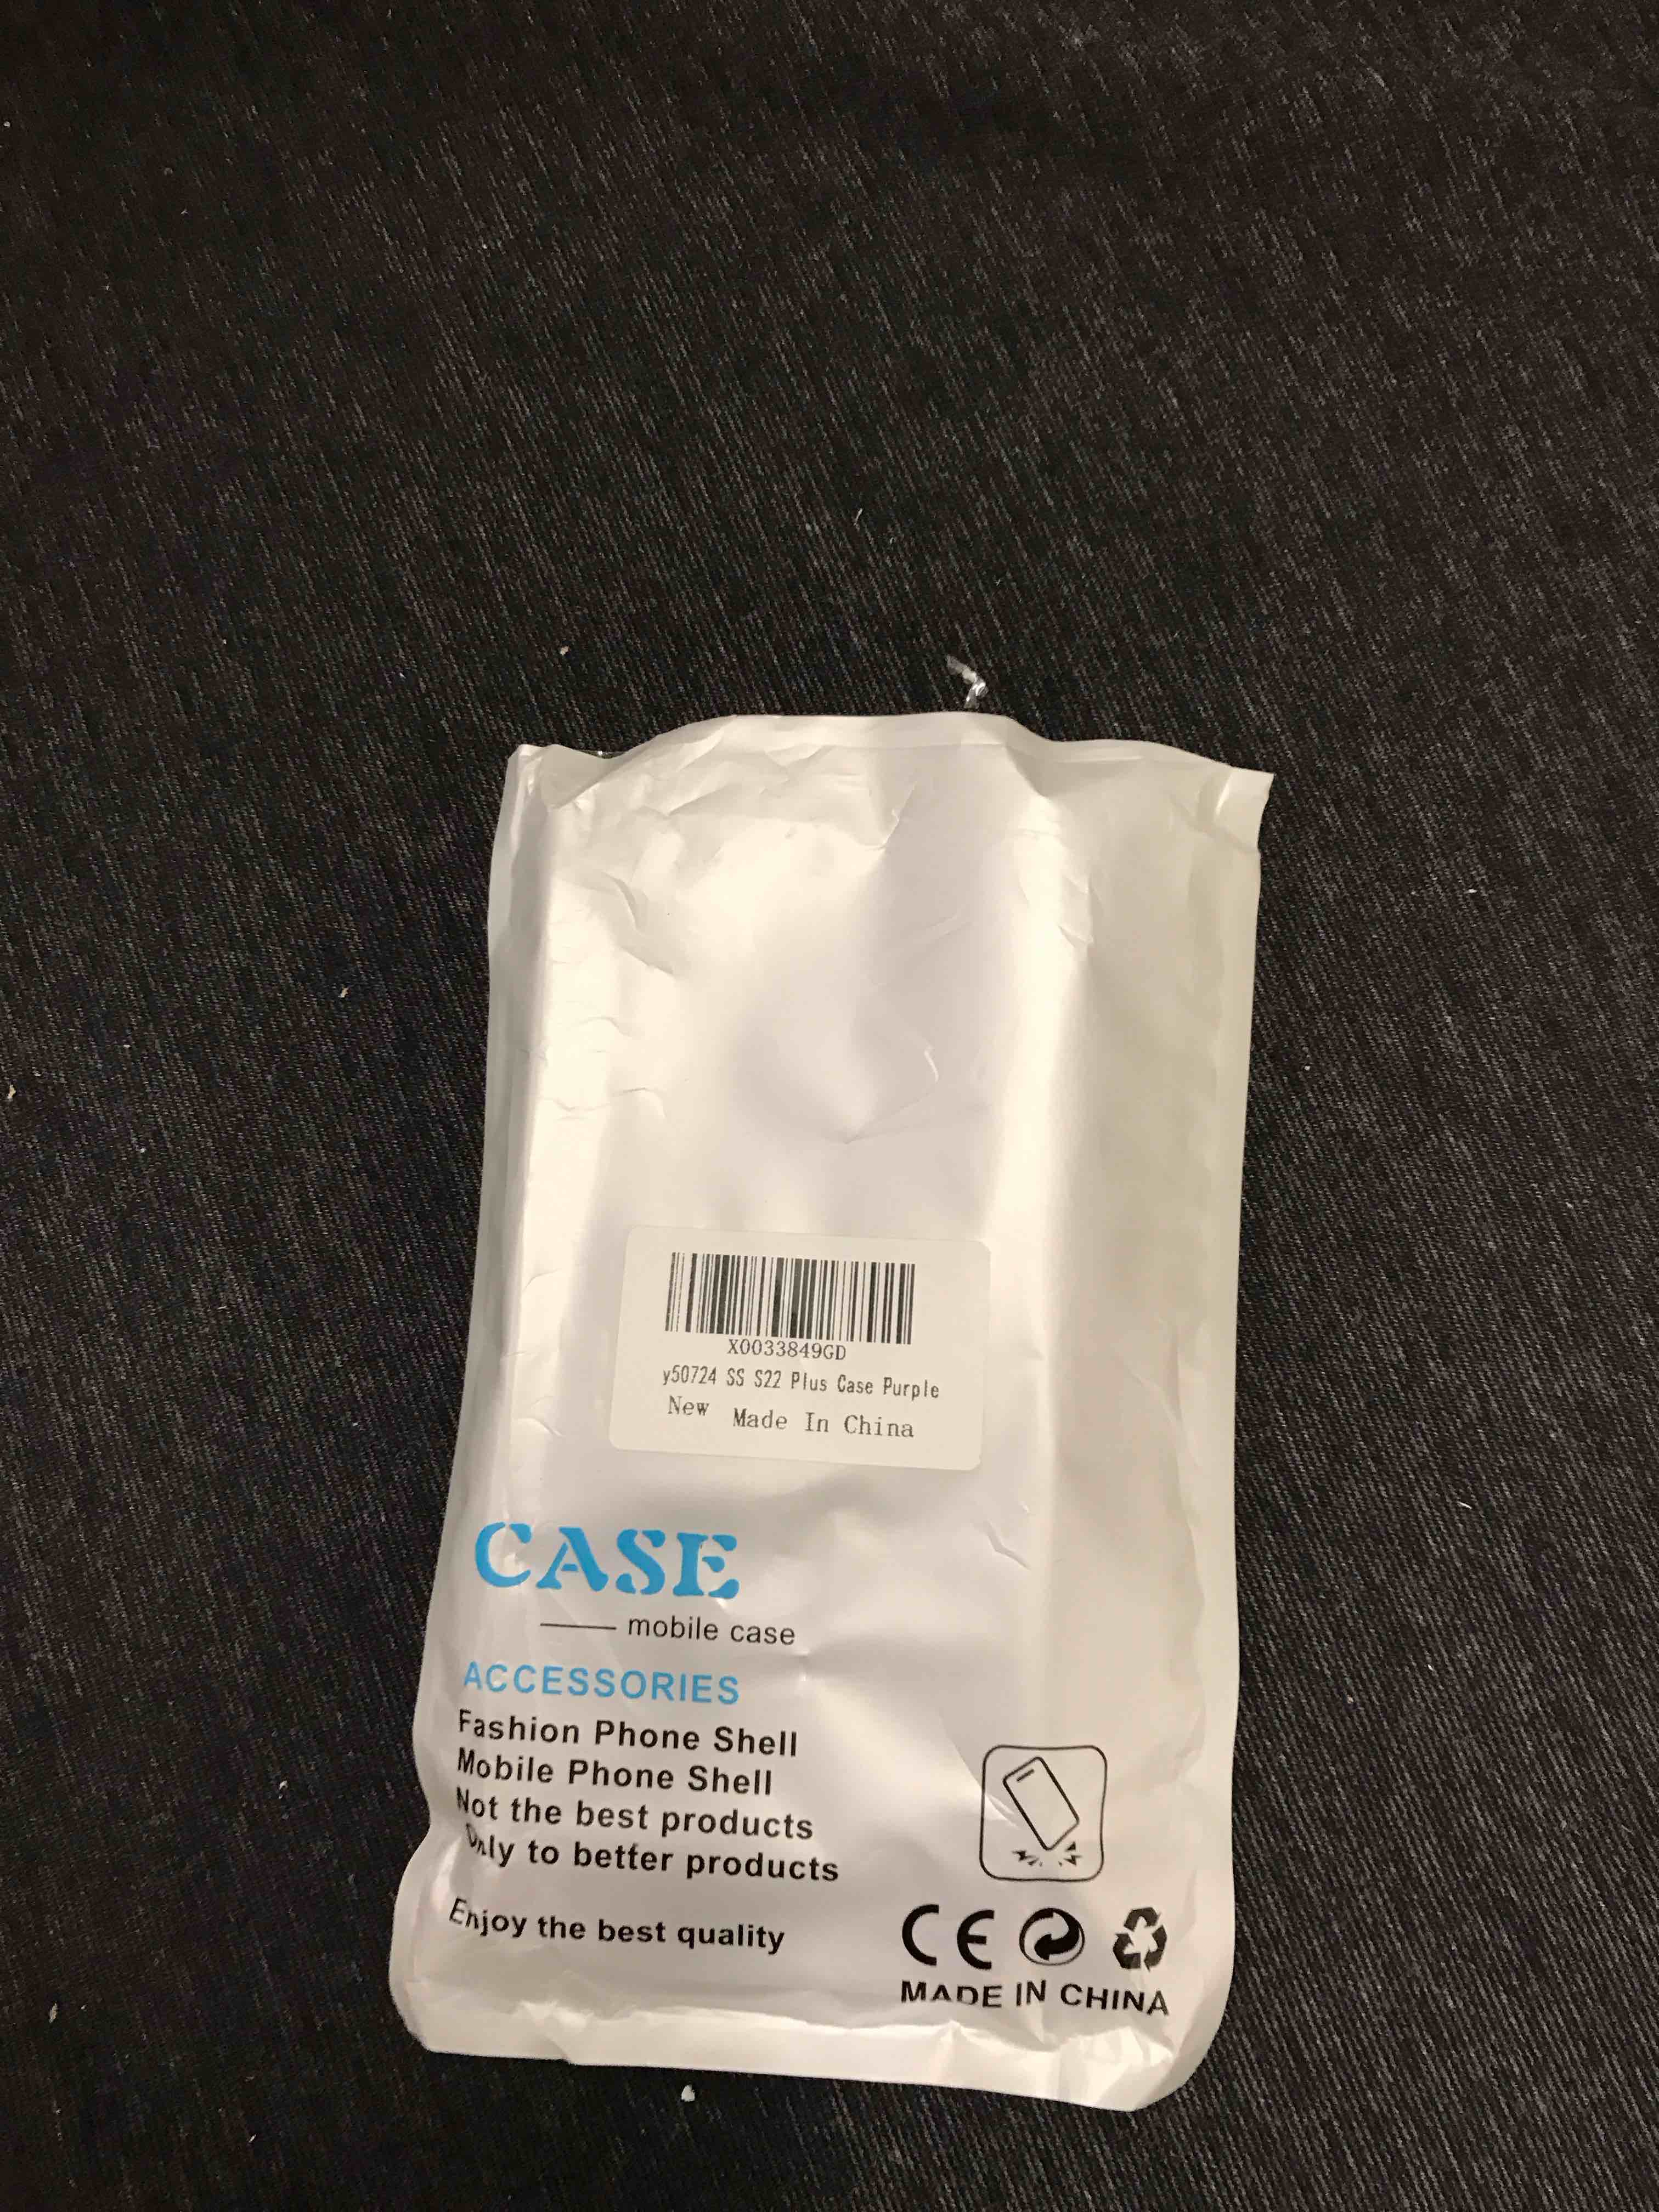 X0033849GD
y50724 SS S22 Plus Case Purple
New Made In China
CASE
mobile case
ACCESSORIES
Fashion Phone Shell
Mobile Phone Shell
Not the best products
Only to better products
Enjoy the best quality
CE
MADE IN CHINA